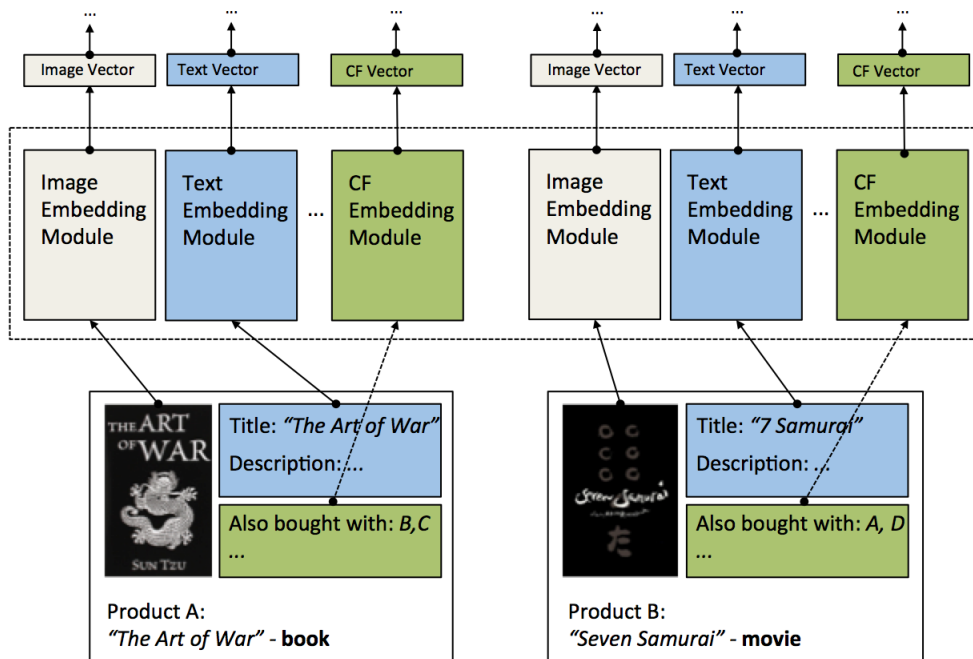 ... ... ... ... ... ...
Image Vector Text Vector CF Vector Image Vector Text Vector CF Vector
Image
Embedding
Module
Text
Embedding
Module
...
CF
Embedding
Module
Image
Embedding
Module
Text
Embedding
Module
...
CF
Embedding
Module
THE ART
OF WAR
SUN TZU
Title: “The Art of War”
Description: ...
Also bought with: B,C
...
Product A:
“The Art of War” - book
Seven Samurai
た
Title: “7 Samurai”
Description: ...
Also bought with: A, D
...
Product B:
“Seven Samurai” - movie